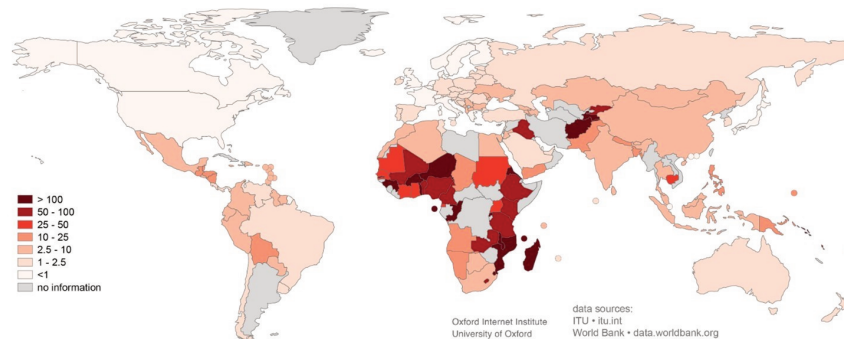 > 100
50 - 100
25 - 50
10 - 25
2.5 - 10
1 - 2.5
<1
no information
Oxford Internet Institute
University of Oxford
data sources:
ITU • itu.int
World Bank • data.worldbank.org